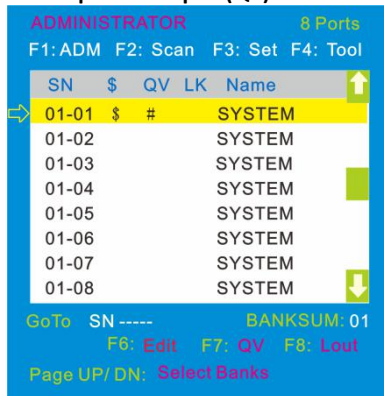 ADMINISTRATOR 8 Ports
F1: ADM F2: Scan F3: Set F4: Tool
SN $ QV LK Name
01-01 $ # SYSTEM
01-02 SYSTEM
01-03 SYSTEM
01-04 SYSTEM
01-05 SYSTEM
01-06 SYSTEM
01-07 SYSTEM
01-08 SYSTEM
GoTo SN ----- BANKSUM: 01
F6: Edit F7: QV F8: Lout
Page UP/ DN: Select Banks